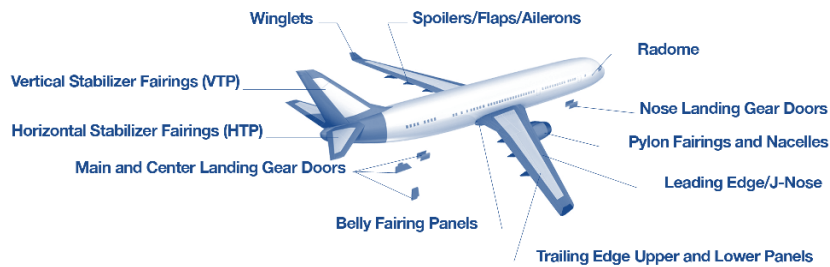 Winglets
Spoilers/Flaps/Ailerons
Radome
Vertical Stabilizer Fairings (VTP)
Nose Landing Gear Doors
Horizontal Stabilizer Fairings (HTP)
Pylon Fairings and Nacelles
Main and Center Landing Gear Doors
Leading Edge/J-Nose
Belly Fairing Panels
Trailing Edge Upper and Lower Panels